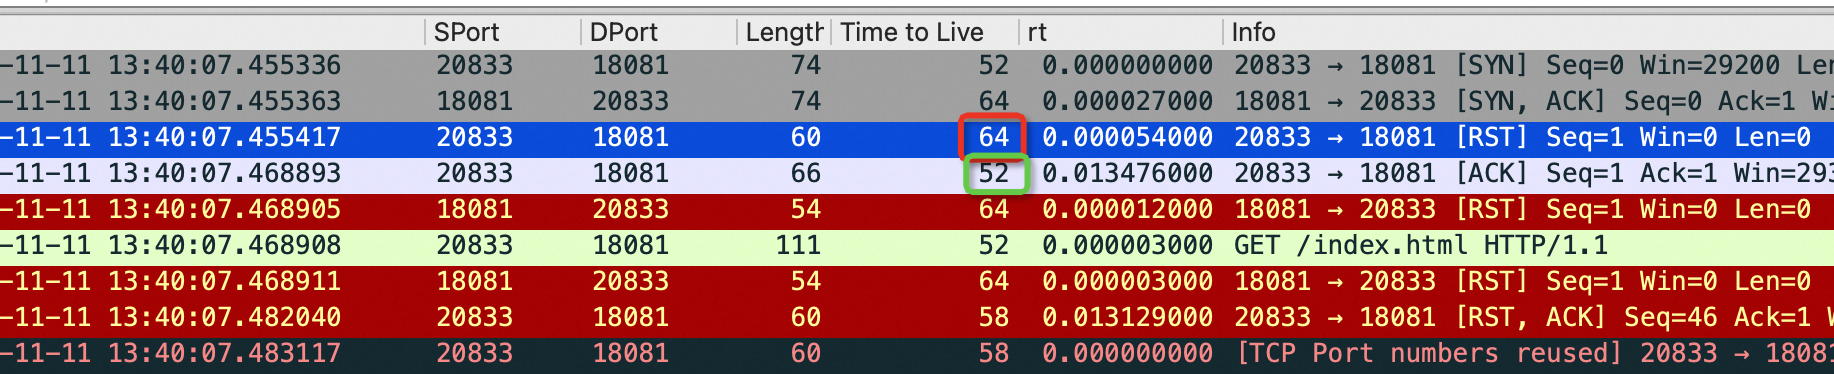 SPort DPort Length Time to Live rt Info
-11-11 13:40:07.455336 20833 18081 74 52 0.000000000 20833 → 18081 [SYN] Seq=0 Win=29200 Len
-11-11 13:40:07.455363 18081 20833 74 64 0.000027000 18081 → 20833 [SYN, ACK] Seq=0 Ack=1 Wi
-11-11 13:40:07.455417 20833 18081 60 64 0.000054000 20833 → 18081 [RST] Seq=1 Win=0 Len=0
-11-11 13:40:07.468893 20833 18081 66 52 0.013476000 20833 → 18081 [ACK] Seq=1 Ack=1 Win=293
-11-11 13:40:07.468905 18081 20833 54 64 0.000012000 18081 → 20833 [RST] Seq=1 Win=0 Len=0
-11-11 13:40:07.468908 20833 18081 111 52 0.000003000 GET /index.html HTTP/1.1
-11-11 13:40:07.468911 18081 20833 54 64 0.000003000 18081 → 20833 [RST] Seq=1 Win=0 Len=0
-11-11 13:40:07.482040 20833 18081 60 58 0.013129000 20833 → 18081 [RST, ACK] Seq=46 Ack=1 W
-11-11 13:40:07.483117 20833 18081 60 58 0.000000000 [TCP Port numbers reused] 20833 → 18081